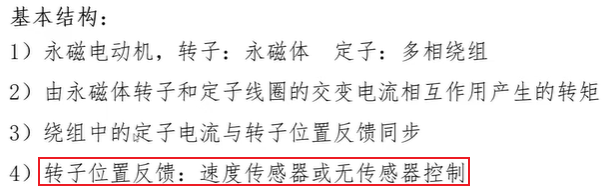 基本结构：
1）永磁电动机，转子：永磁体 定子：多相绕组
2）由永磁体转子和定子线圈的交变电流相互作用产生的转矩
3）绕组中的定子电流与转子位置反馈同步
4）转子位置反馈：速度传感器或无传感器控制